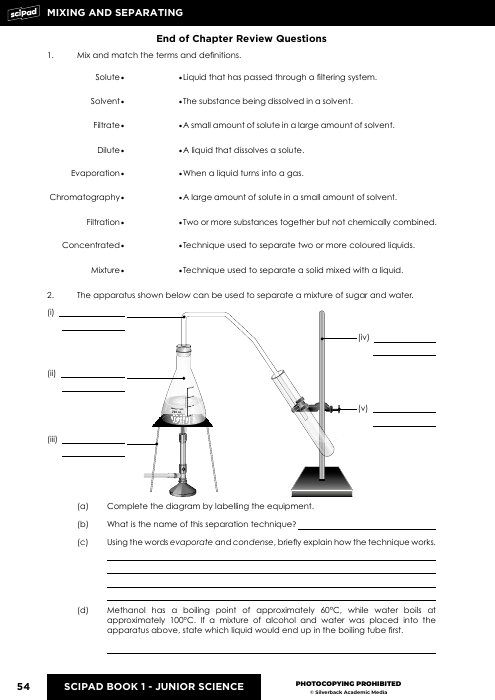 scipad MIXING AND SEPARATING
End of Chapter Review Questions
1. Mix and match the terms and definitions.
Solute• •Liquid that has passed through a filtering system.
Solvent• •The substance being dissolved in a solvent.
Filtrate• •A small amount of solute in a large amount of solvent.
Dilute• •A liquid that dissolves a solute.
Evaporation• •When a liquid turns into a gas.
Chromatography• •A large amount of solute in a small amount of solvent.
Filtration• •Two or more substances together but not chemically combined.
Concentrated• •Technique used to separate two or more coloured liquids.
Mixture• •Technique used to separate a solid mixed with a liquid.
2. The apparatus shown below can be used to separate a mixture of sugar and water.
(i)
(iv)
(ii)
(v)
(iii)
(a) Complete the diagram by labelling the equipment.
(b) What is the name of this separation technique?
(c) Using the words evaporate and condense, briefly explain how the technique works.
(d) Methanol has a boiling point of approximately 60°C, while water boils at
approximately 100°C. If a mixture of alcohol and water was placed into the
apparatus above, state which liquid would end up in the boiling tube first.
54 SCIPAD BOOK 1 - JUNIOR SCIENCE PHOTOCOPYING PROHIBITED
© Silverback Academic Media